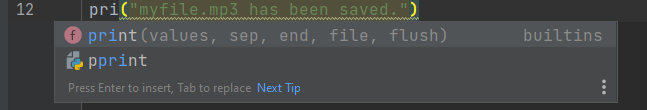 12 pri("myfile.mp3 has been saved.")
f print(values, sep, end, file, flush) builtins
pprint
Press Enter to insert, Tab to replace Next Tip